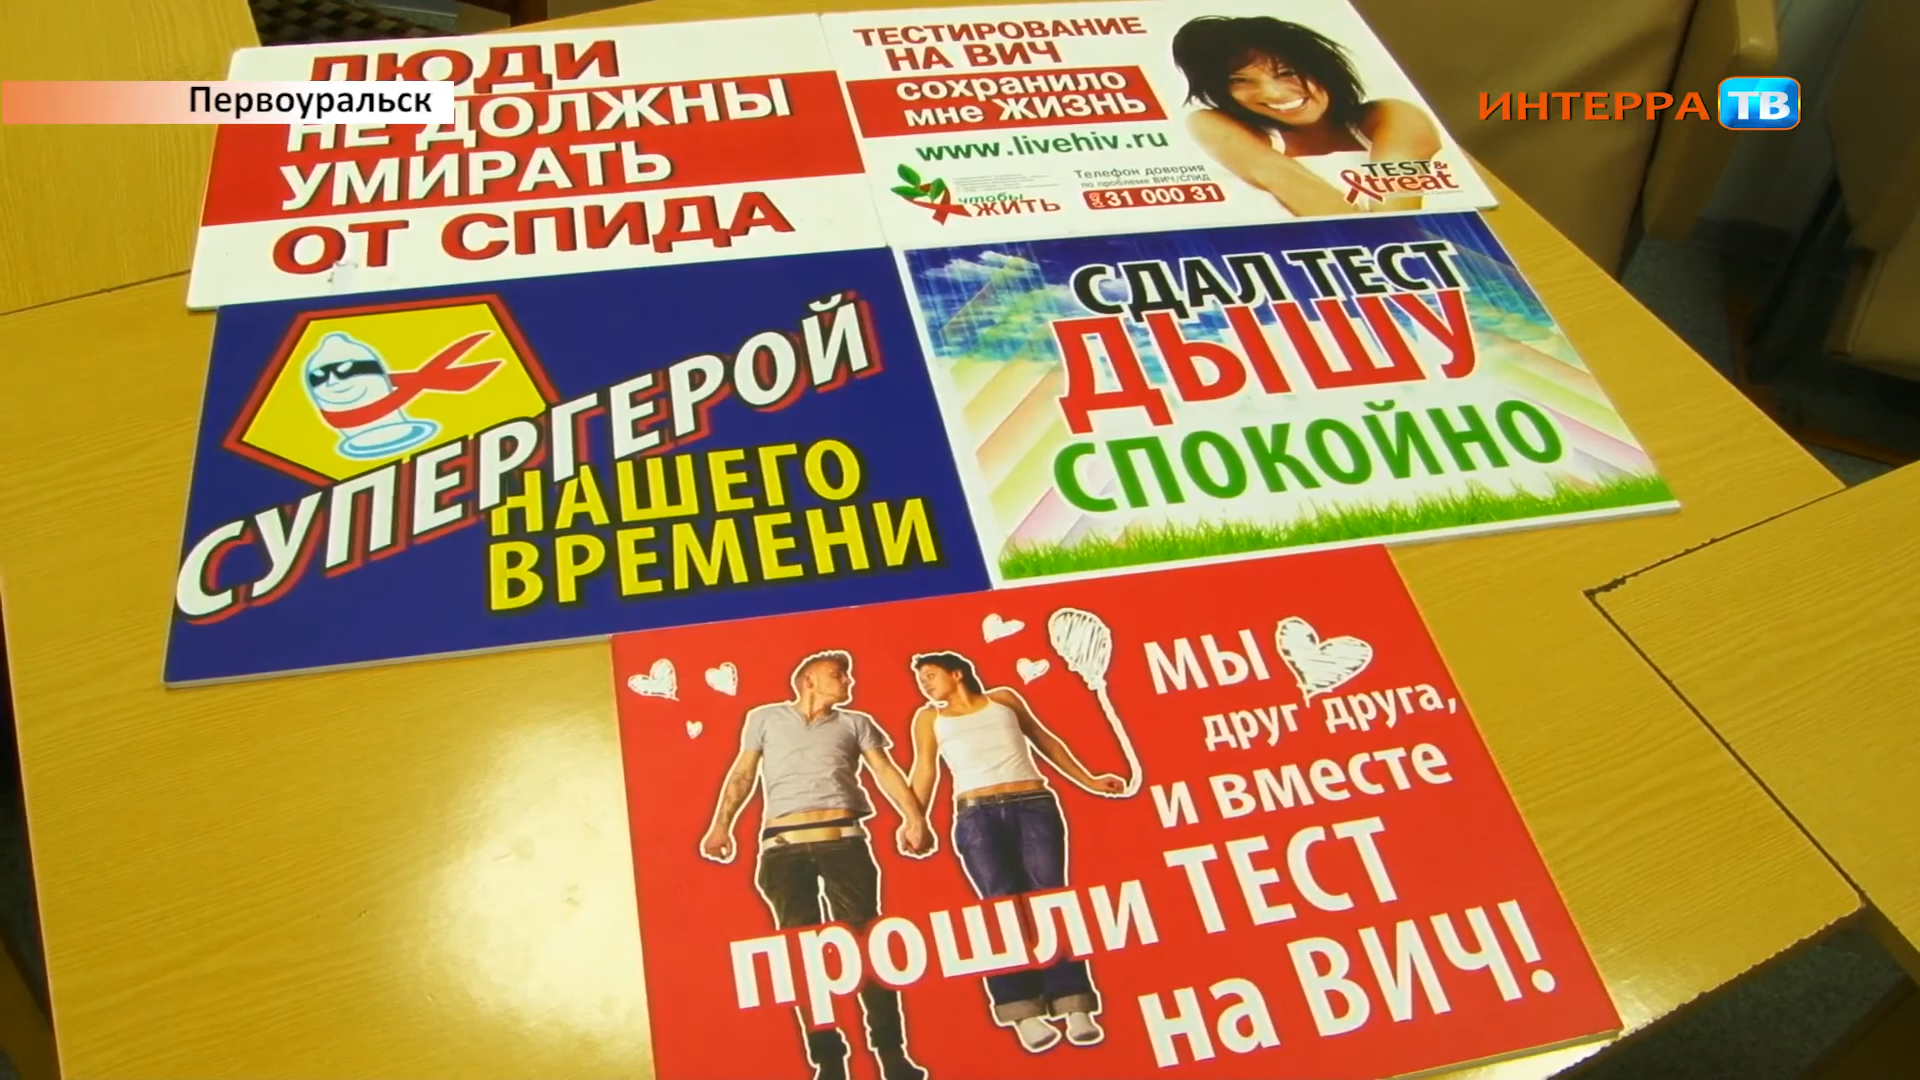 Первоуральск
ИНТЕРРА ТВ
ЛЮДИ
НЕ ДОЛЖНЫ
УМИРАТЬ
ОТ СПИДА
ТЕСТИРОВАНИЕ
НА ВИЧ
сохранило
мне ЖИЗНЬ
www.livehiv.ru
Телефон доверия
по проблеме ВИЧ/СПИД
31 000 31
чтобы
ЖИТЬ
TEST&
treat
СУПЕРГЕРОЙ
НАШЕГО
ВРЕМЕНИ
СДАЛ ТЕСТ
ДЫШУ
СПОКОЙНО
МЫ
друг друга,
и вместе
прошли ТЕСТ
на ВИЧ!